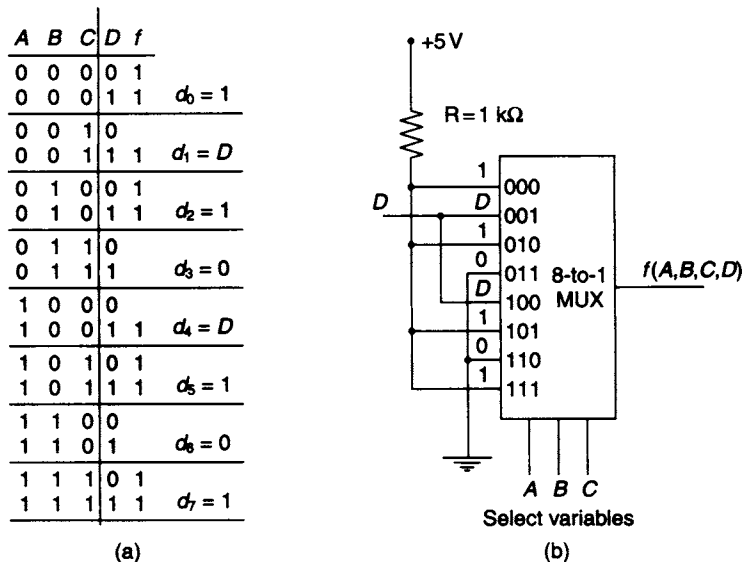 A B C D f
0 0 0 0 1
0 0 0 1 1 d₀ = 1
0 0 1 0
0 0 1 1 1 d₁ = D
0 1 0 0 1
0 1 0 1 1 d₂ = 1
0 1 1 0
0 1 1 1 d₃ = 0
1 0 0 0
1 0 0 1 1 d₄ = D
1 0 1 0 1
1 0 1 1 1 d₅ = 1
1 1 0 0
1 1 0 1 d₆ = 0
1 1 1 0 1
1 1 1 1 1 d₇ = 1
(a)
+5 V
R = 1 kΩ
1 000
D D 001
1 010
0 011
D 100
1 101
0 110
1 111
8-to-1
MUX
f(A,B,C,D)
A B C
Select variables
(b)